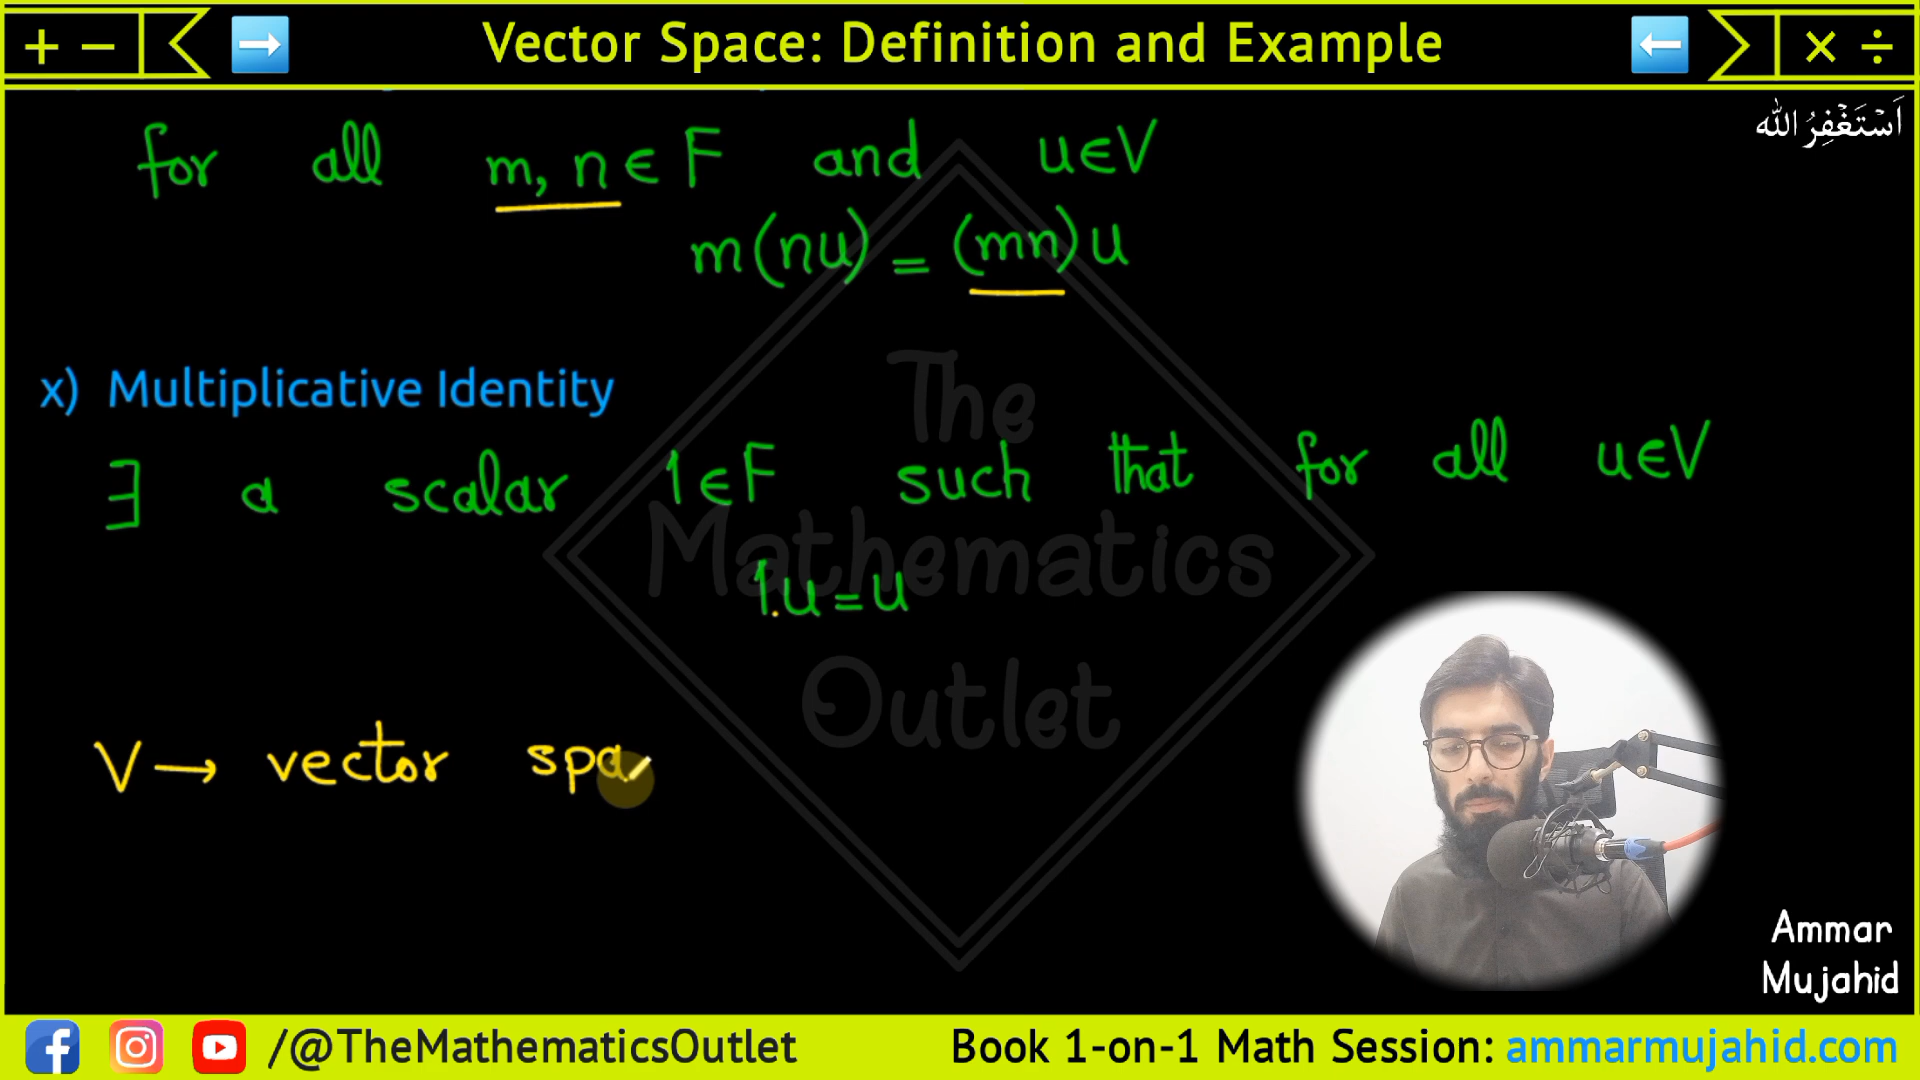 + − Vector Space: Definition and Example × ÷
اَسْتَغْفِرُ اللّٰه
for all m, n ∈ F and u∈V
m(nu) = (mn)u
x) Multiplicative Identity
∃ a scalar 1∈F such that for all u∈V
1.u=u
The
Mathematics
Outlet
V → vector spa
Ammar
Mujahid
/@TheMathematicsOutlet Book 1-on-1 Math Session: ammarmujahid.com